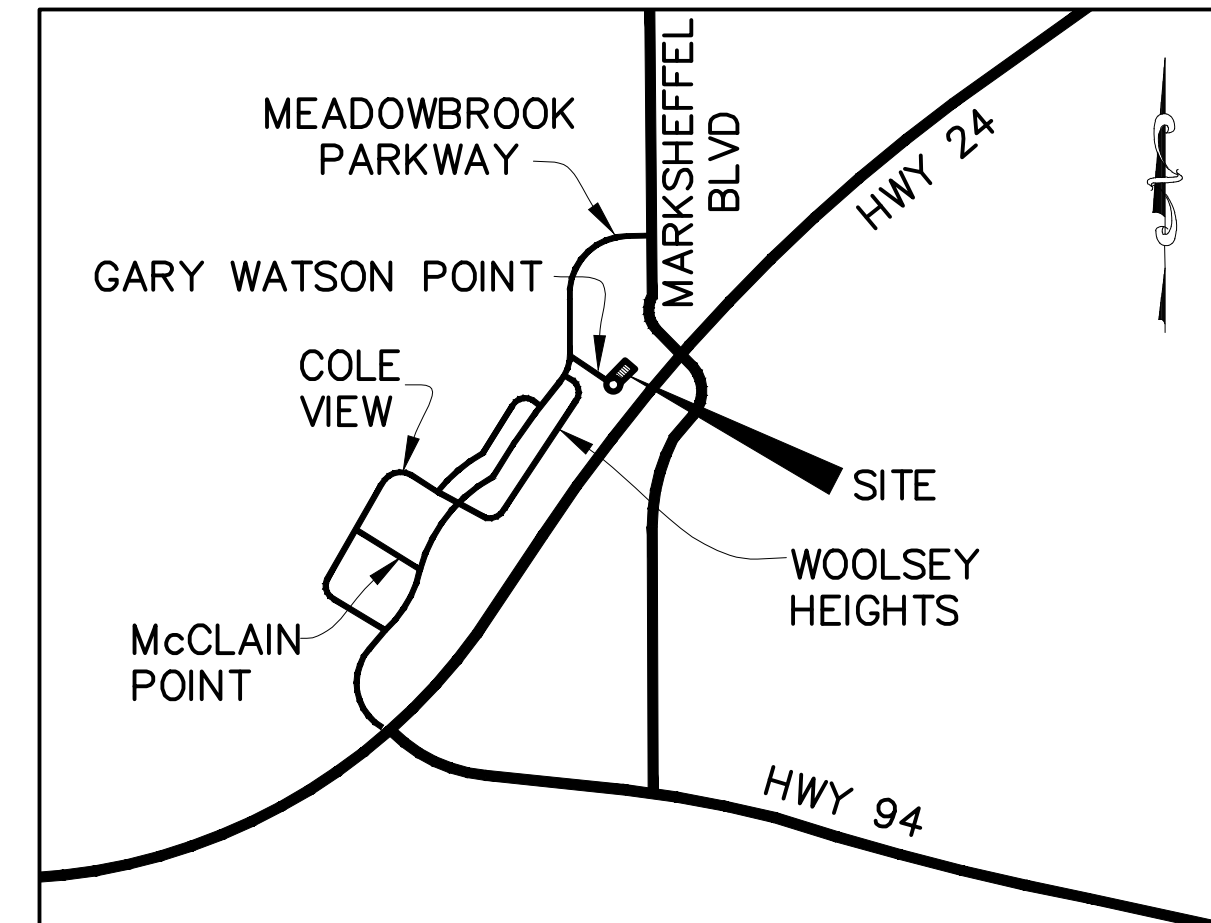 MEADOWBROOK
PARKWAY
MARKSHEFFEL
BLVD
HWY 24
GARY WATSON POINT
COLE
VIEW
SITE
WOOLSEY
HEIGHTS
McCLAIN
POINT
HWY 94